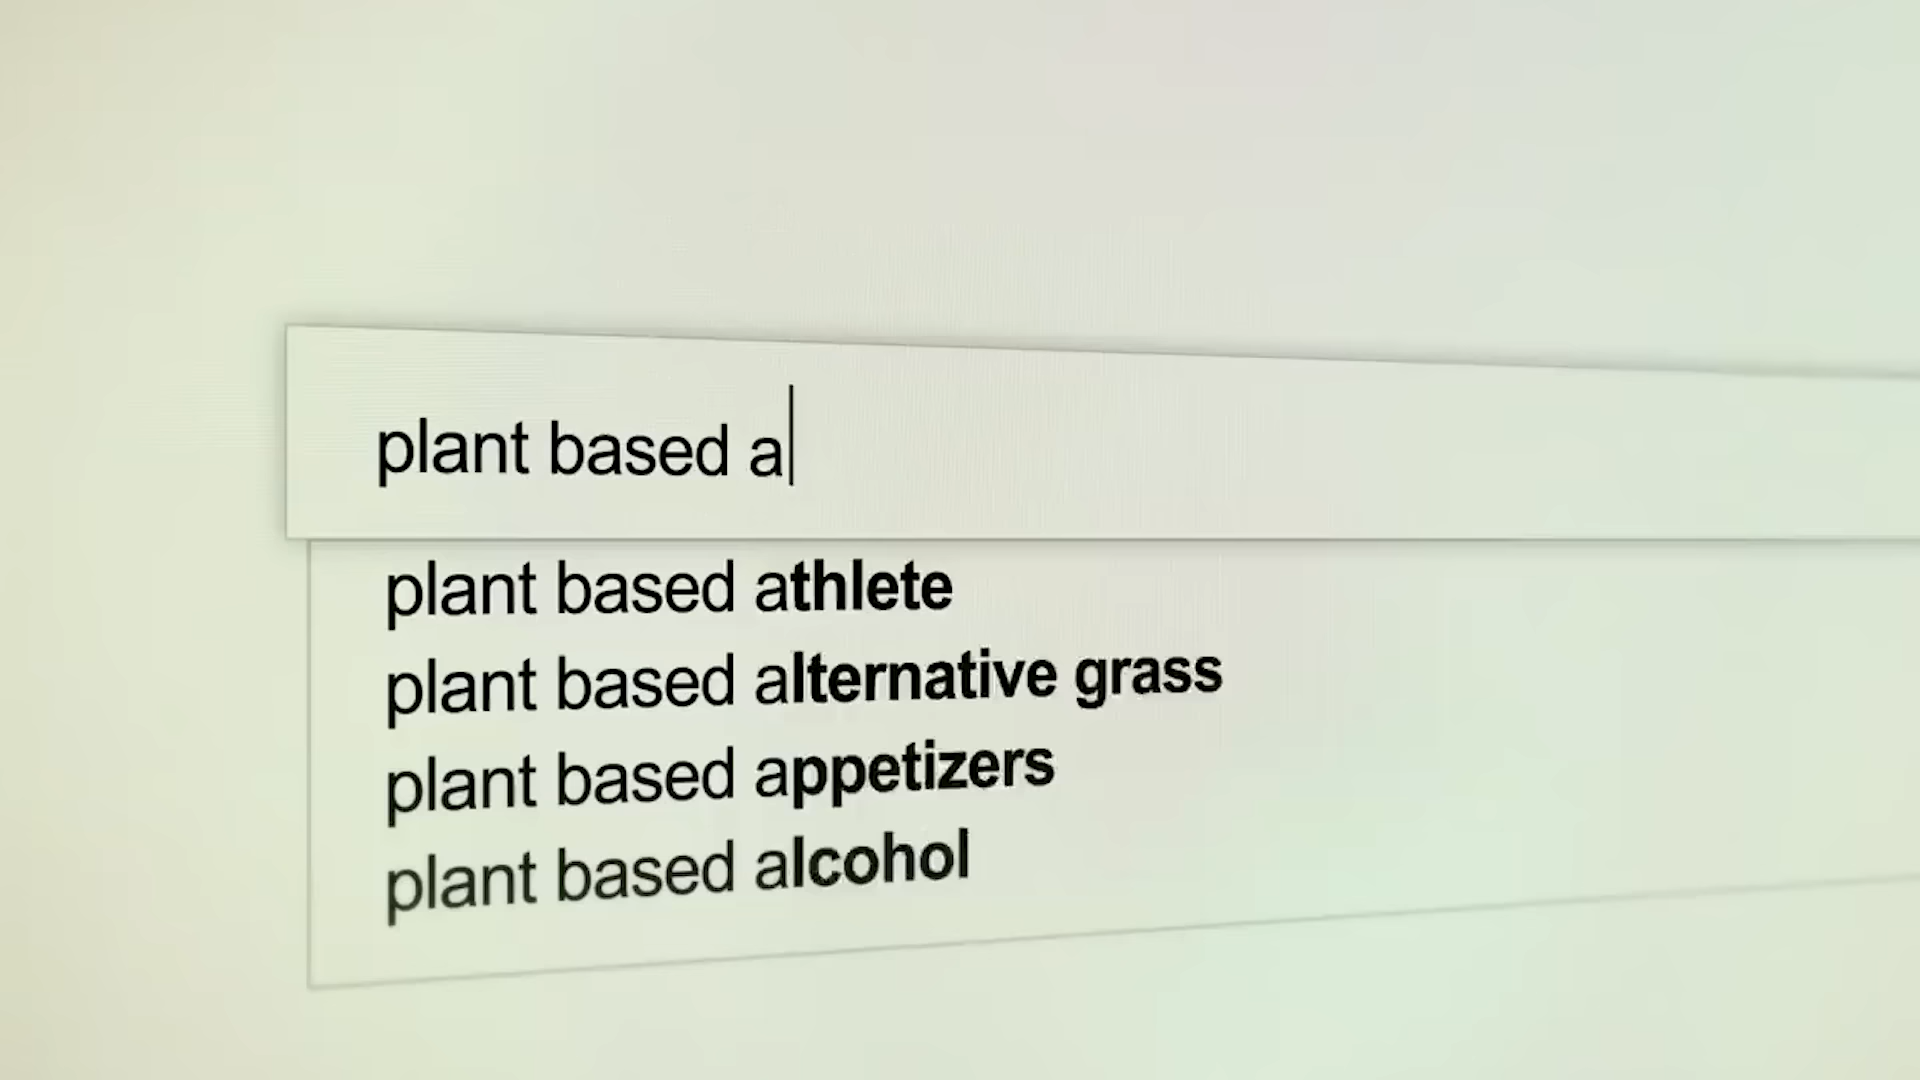 plant based a
plant based athlete
plant based alternative grass
plant based appetizers
plant based alcohol